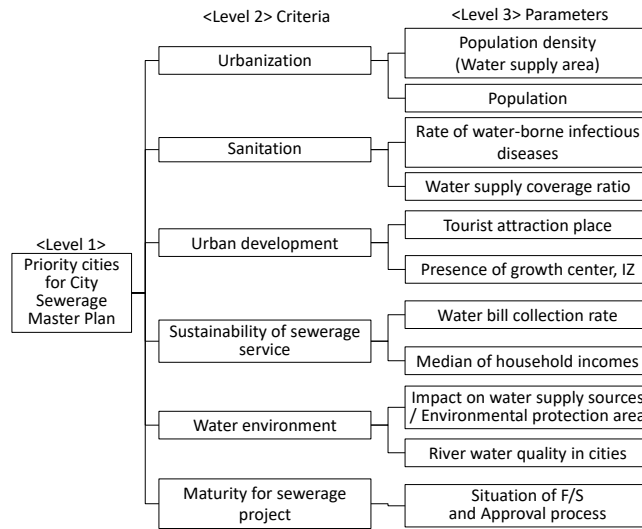 <Level 2> Criteria
<Level 3> Parameters
Urbanization
Population density
(Water supply area)
Population
Sanitation
Rate of water-borne infectious
diseases
Water supply coverage ratio
<Level 1>
Priority cities
for City
Sewerage
Master Plan
Urban development
Tourist attraction place
Presence of growth center, IZ
Sustainability of sewerage
service
Water bill collection rate
Median of household incomes
Water environment
Impact on water supply sources
/ Environmental protection area
River water quality in cities
Maturity for sewerage
project
Situation of F/S
and Approval process